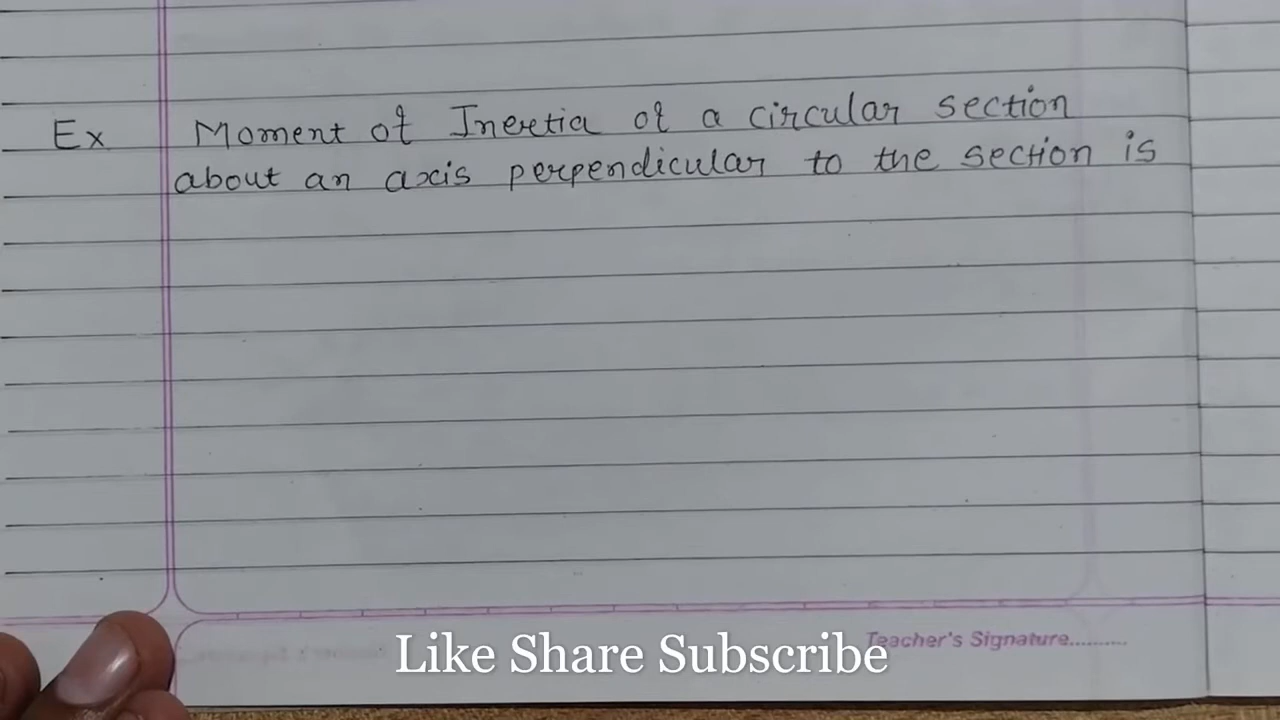 Ex Moment of Inertia of a circular section
about an axis perpendicular to the section is
Teacher's Signature..........
Like Share Subscribe